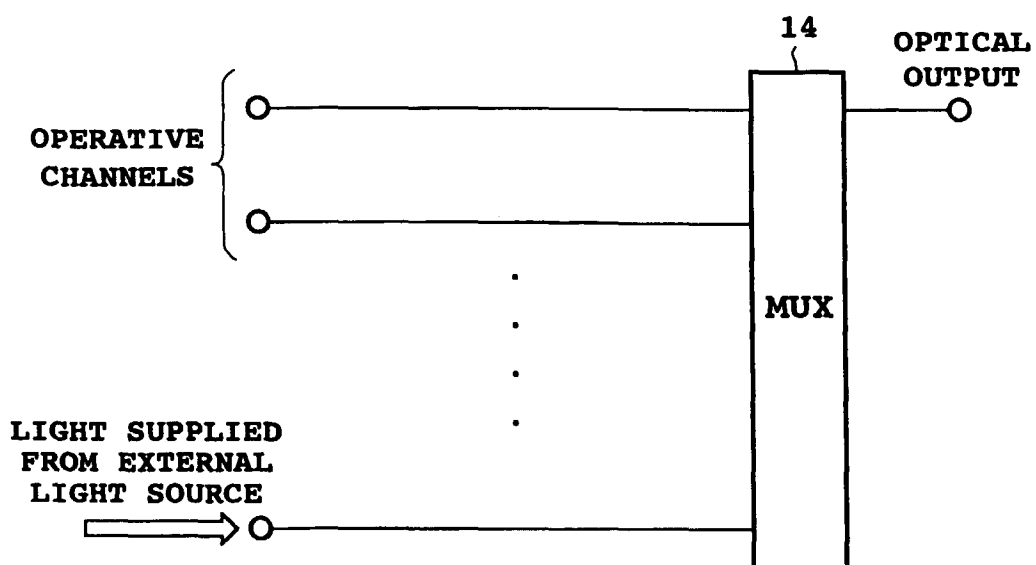 14
OPTICAL
OUTPUT
OPERATIVE
CHANNELS
MUX
LIGHT SUPPLIED
FROM EXTERNAL
LIGHT SOURCE